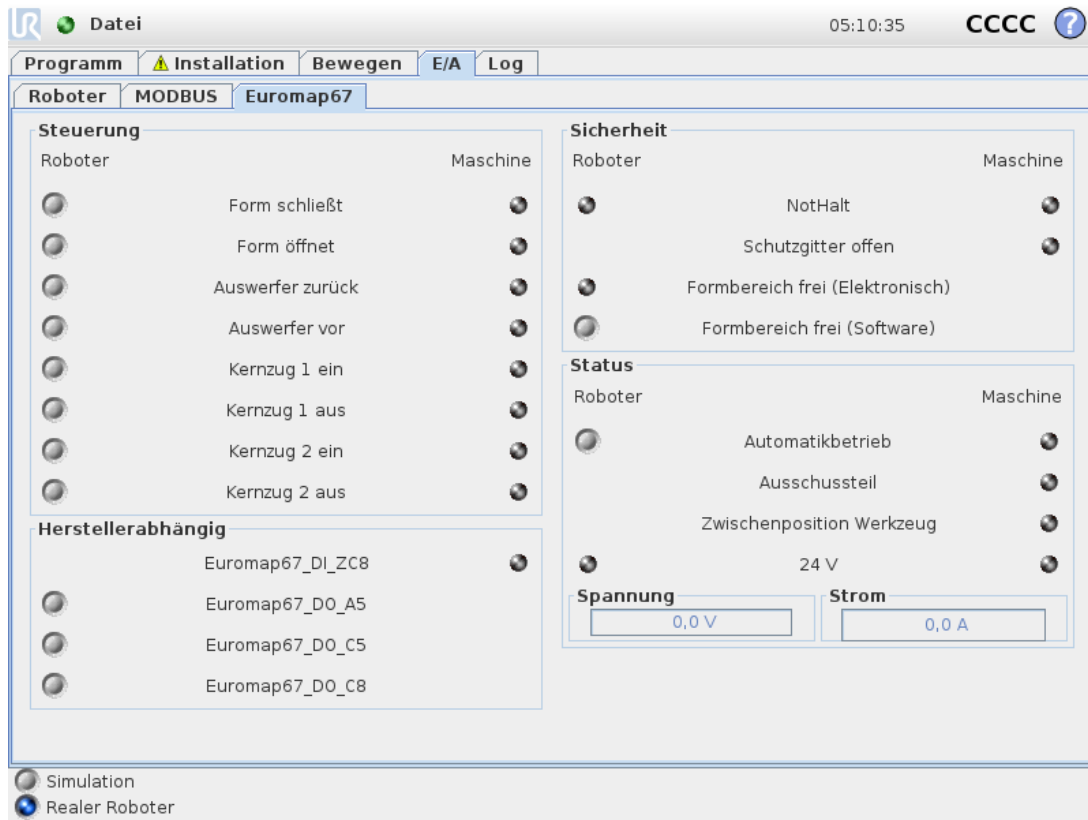 UR Datei 05:10:35 CCCC ?
Programm Installation Bewegen E/A Log
Roboter MODBUS Euromap67
Steuerung
Roboter Maschine
Form schließt
Form öffnet
Auswerfer zurück
Auswerfer vor
Kernzug 1 ein
Kernzug 1 aus
Kernzug 2 ein
Kernzug 2 aus
Herstellerabhängig
Euromap67_DI_ZC8
Euromap67_DO_A5
Euromap67_DO_C5
Euromap67_DO_C8
Sicherheit
Roboter Maschine
NotHalt
Schutzgitter offen
Formbereich frei (Elektronisch)
Formbereich frei (Software)
Status
Roboter Maschine
Automatikbetrieb
Ausschussteil
Zwischenposition Werkzeug
24 V
Spannung Strom
0,0 V 0,0 A
Simulation
Realer Roboter